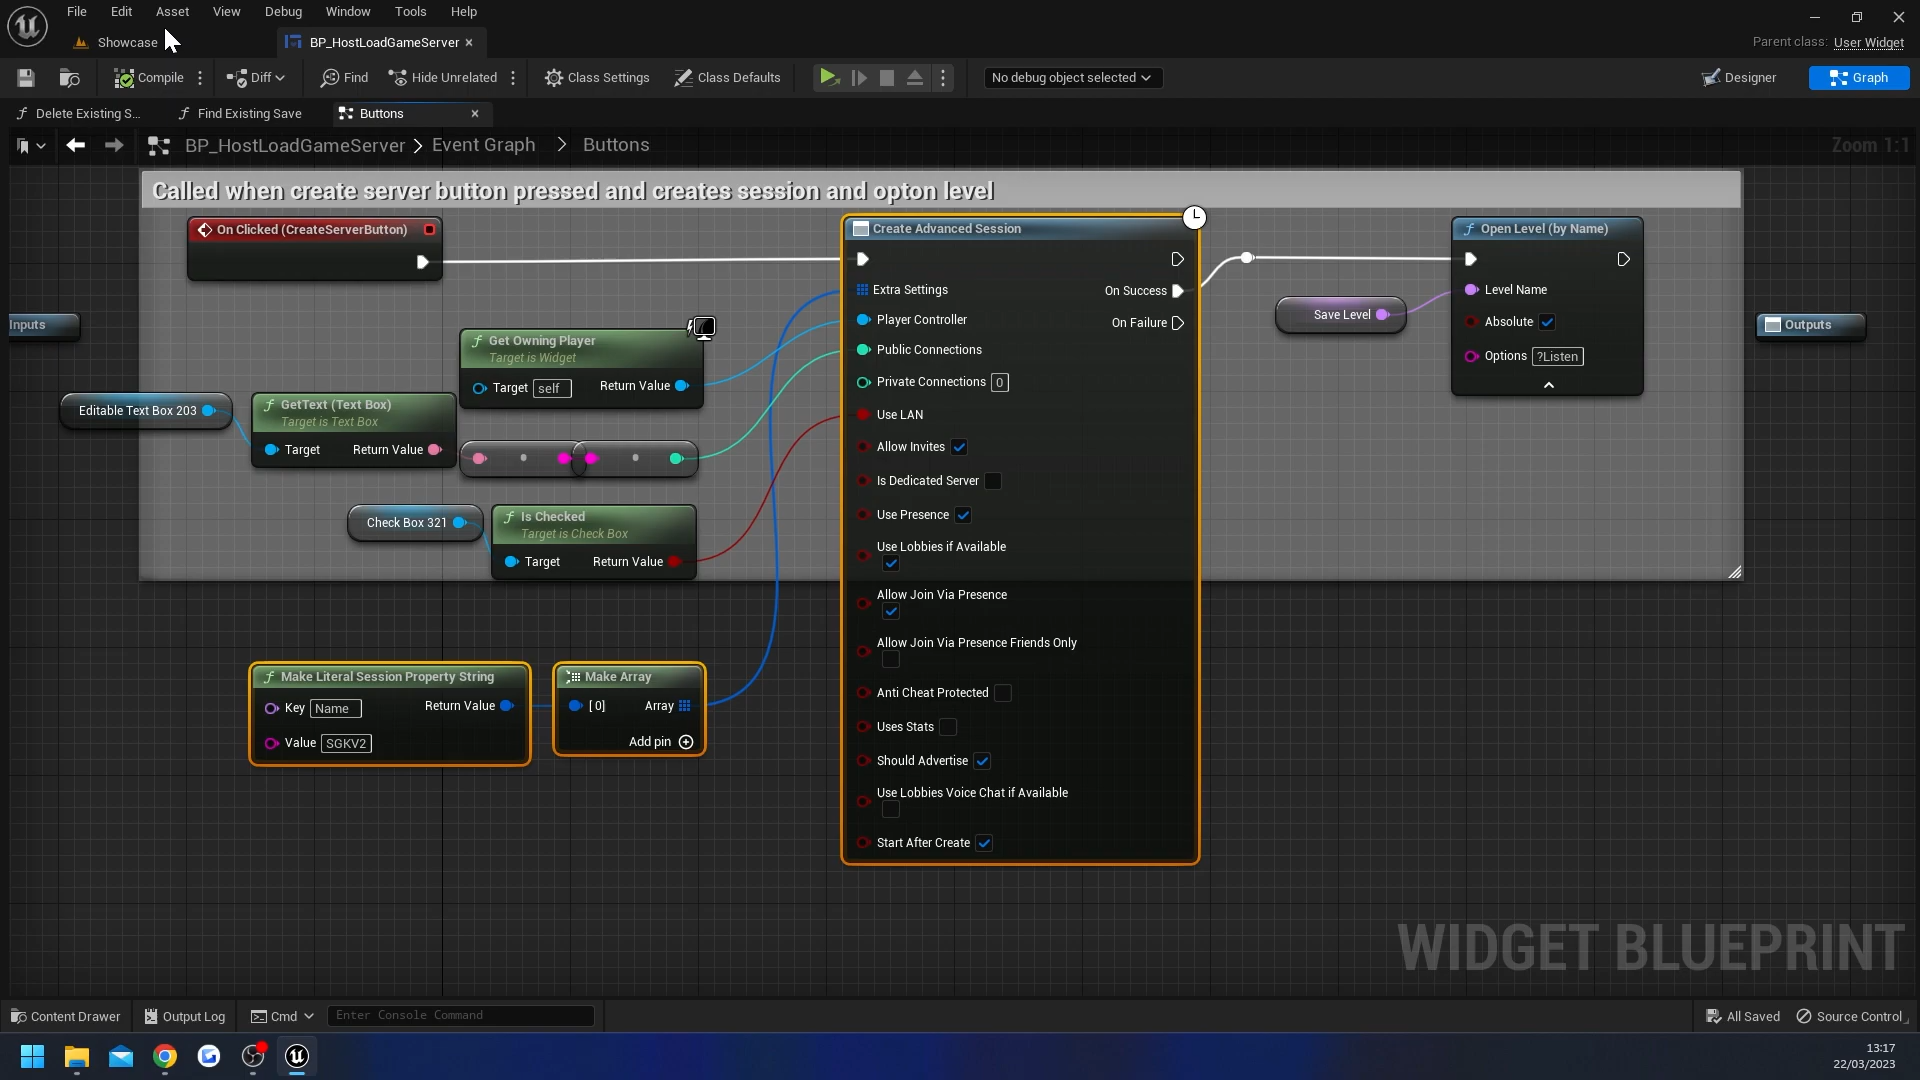 File Edit Asset View Debug Window Tools Help
Showcase
BP_HostLoadGameServer
Parent class: User Widget
Compile Diff Find Hide Unrelated Class Settings Class Defaults No debug object selected Designer Graph
Delete Existing S... Find Existing Save Buttons
BP_HostLoadGameServer > Event Graph > Buttons
Zoom 1:1
Called when create server button pressed and creates session and opton level
On Clicked (CreateServerButton)
Inputs
Editable Text Box 203
GetText (Text Box)
Target is Text Box
Target Return Value
Get Owning Player
Target is Widget
Target self Return Value
Check Box 321
Is Checked
Target is Check Box
Target Return Value
Make Literal Session Property String
Key Name Return Value
Value SGKV2
Make Array
[0] Array
Add pin
Create Advanced Session
Extra Settings
On Success
Player Controller
On Failure
Public Connections
Private Connections 0
Use LAN
Allow Invites
Is Dedicated Server
Use Presence
Use Lobbies if Available
Allow Join Via Presence
Allow Join Via Presence Friends Only
Anti Cheat Protected
Uses Stats
Should Advertise
Use Lobbies Voice Chat if Available
Start After Create
Save Level
Open Level (by Name)
Level Name
Absolute
Options ?Listen
Outputs
WIDGET BLUEPRINT
Content Drawer Output Log Cmd Enter Console Command All Saved Source Control
13:17
22/03/2023